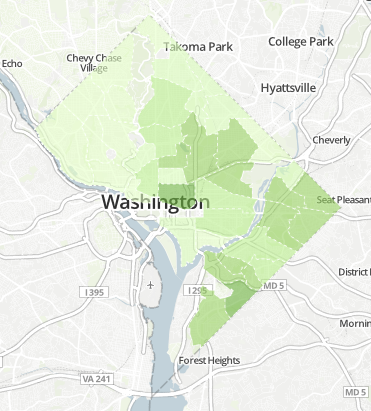 Takoma Park
College Park
Echo
Chevy Chase
Village
Hyattsville
Cheverly
Washington
Seat Pleasant
District
I 395
I 295
MD 5
Mornin
Forest Heights
VA 241
MD 5